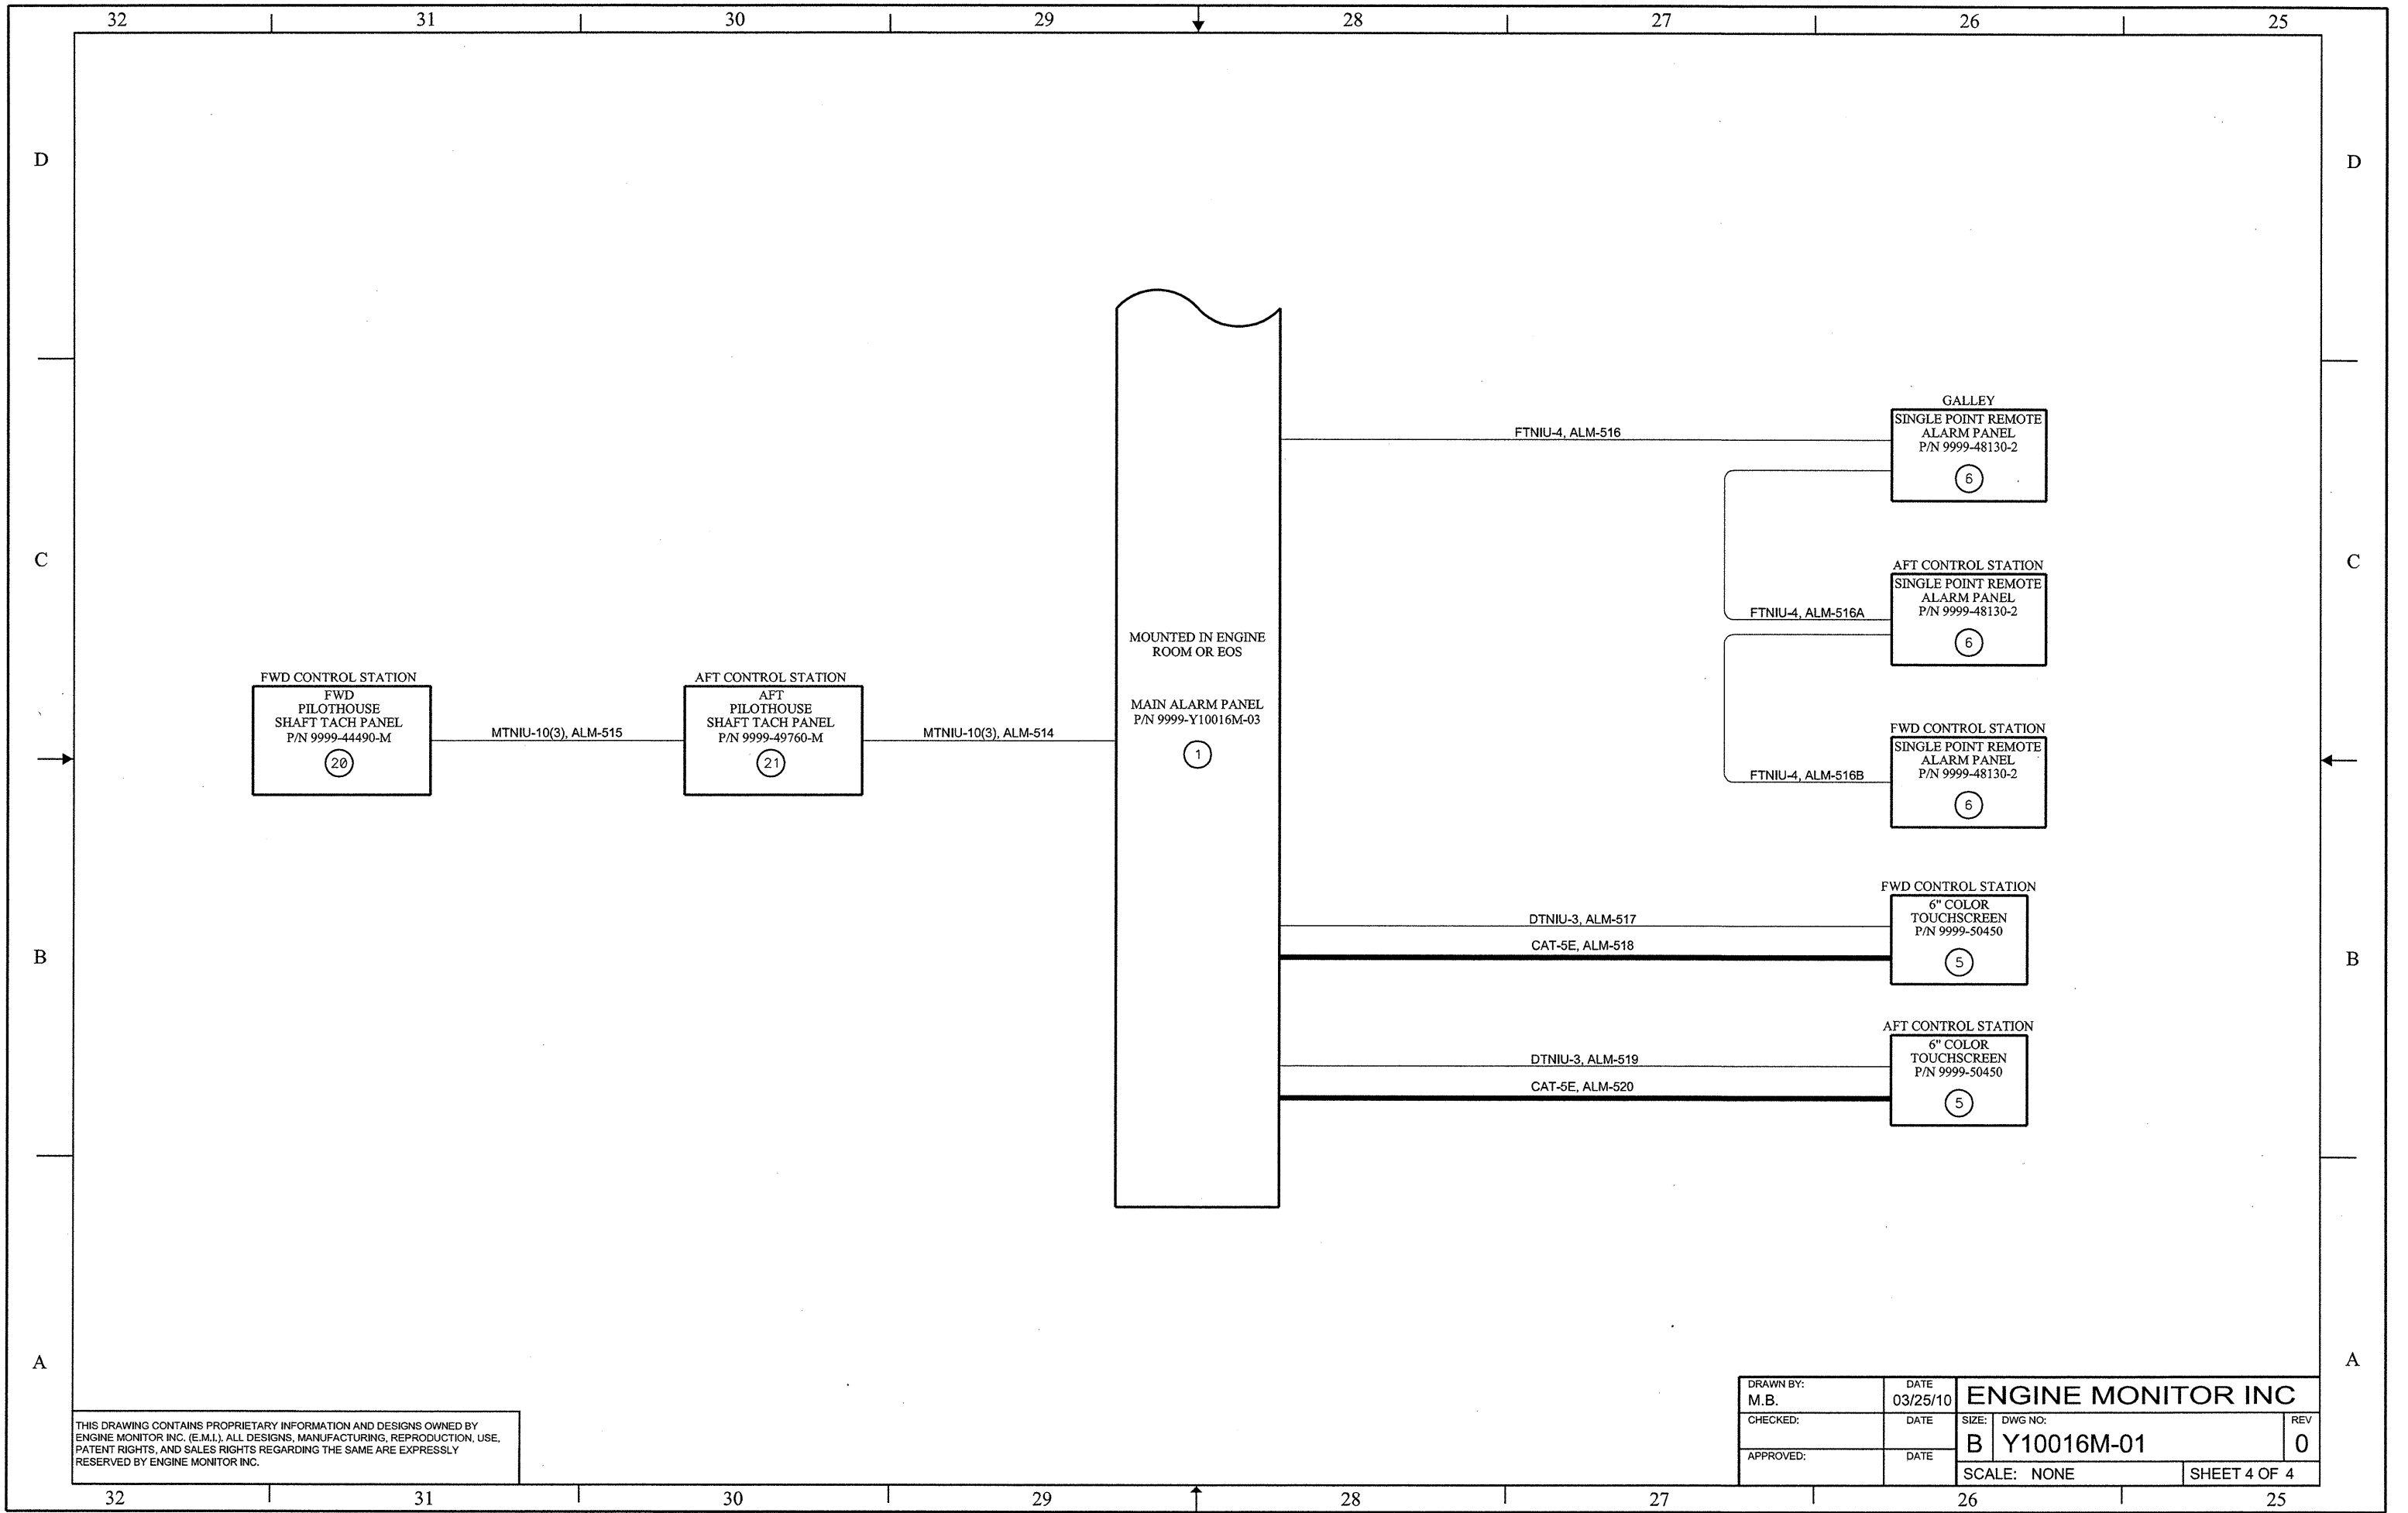 32 31 30 29 28 27 26 25
D D
GALLEY
SINGLE POINT REMOTE
ALARM PANEL
P/N 9999-48130-2
6
FTNIU-4, ALM-516
C C
AFT CONTROL STATION
SINGLE POINT REMOTE
ALARM PANEL
P/N 9999-48130-2
6
FTNIU-4, ALM-516A
MOUNTED IN ENGINE
ROOM OR EOS
MAIN ALARM PANEL
P/N 9999-Y10016M-03
1
FWD CONTROL STATION
FWD
PILOTHOUSE
SHAFT TACH PANEL
P/N 9999-44490-M
20
MTNIU-10(3), ALM-515
AFT CONTROL STATION
AFT
PILOTHOUSE
SHAFT TACH PANEL
P/N 9999-49760-M
21
MTNIU-10(3), ALM-514
FWD CONTROL STATION
SINGLE POINT REMOTE
ALARM PANEL
P/N 9999-48130-2
6
FTNIU-4, ALM-516B
FWD CONTROL STATION
6" COLOR
TOUCHSCREEN
P/N 9999-50450
5
DTNIU-3, ALM-517
CAT-5E, ALM-518
B B
AFT CONTROL STATION
6" COLOR
TOUCHSCREEN
P/N 9999-50450
5
DTNIU-3, ALM-519
CAT-5E, ALM-520
A A
THIS DRAWING CONTAINS PROPRIETARY INFORMATION AND DESIGNS OWNED BY
ENGINE MONITOR INC. (E.M.I.). ALL DESIGNS, MANUFACTURING, REPRODUCTION, USE,
PATENT RIGHTS, AND SALES RIGHTS REGARDING THE SAME ARE EXPRESSLY
RESERVED BY ENGINE MONITOR INC.
DRAWN BY:
M.B.
DATE
03/25/10
ENGINE MONITOR INC
CHECKED:
DATE
SIZE:
B
DWG NO:
Y10016M-01
REV
0
APPROVED:
DATE
SCALE: NONE
SHEET 4 OF 4
32 31 30 29 28 27 26 25